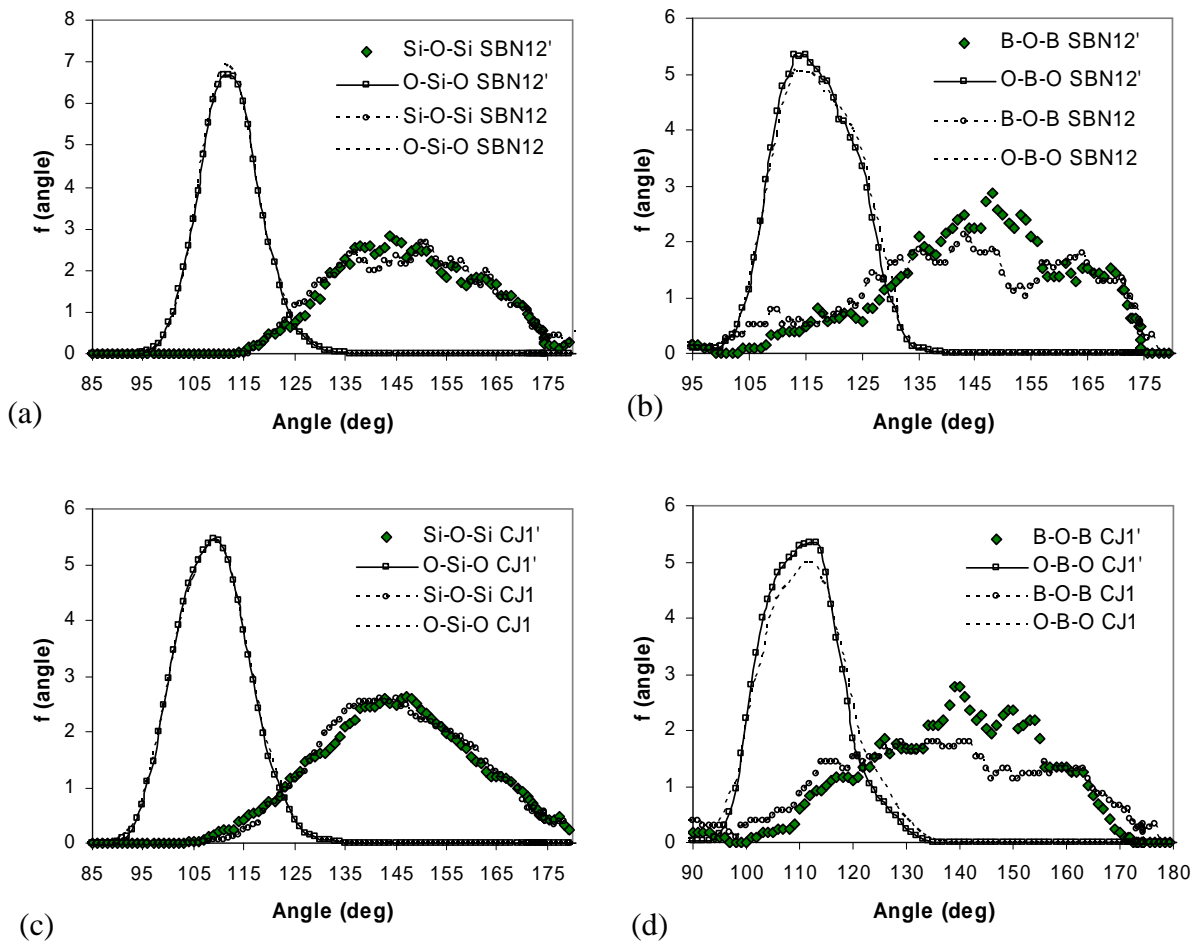 8
7
6
5
4
3
2
1
0
f (angle)
Si-O-Si SBN12'
O-Si-O SBN12'
Si-O-Si SBN12
O-Si-O SBN12
85 95 105 115 125 135 145 155 165 175
Angle (deg)
(a)
6
5
4
3
2
1
0
f (angle)
B-O-B SBN12'
O-B-O SBN12'
B-O-B SBN12
O-B-O SBN12
95 105 115 125 135 145 155 165 175
Angle (deg)
(b)
6
5
4
3
2
1
0
f (angle)
Si-O-Si CJ1'
O-Si-O CJ1'
Si-O-Si CJ1
O-Si-O CJ1
85 95 105 115 125 135 145 155 165 175
Angle (deg)
(c)
6
5
4
3
2
1
0
f (angle)
B-O-B CJ1'
O-B-O CJ1'
B-O-B CJ1
O-B-O CJ1
90 100 110 120 130 140 150 160 170 180
Angle (deg)
(d)